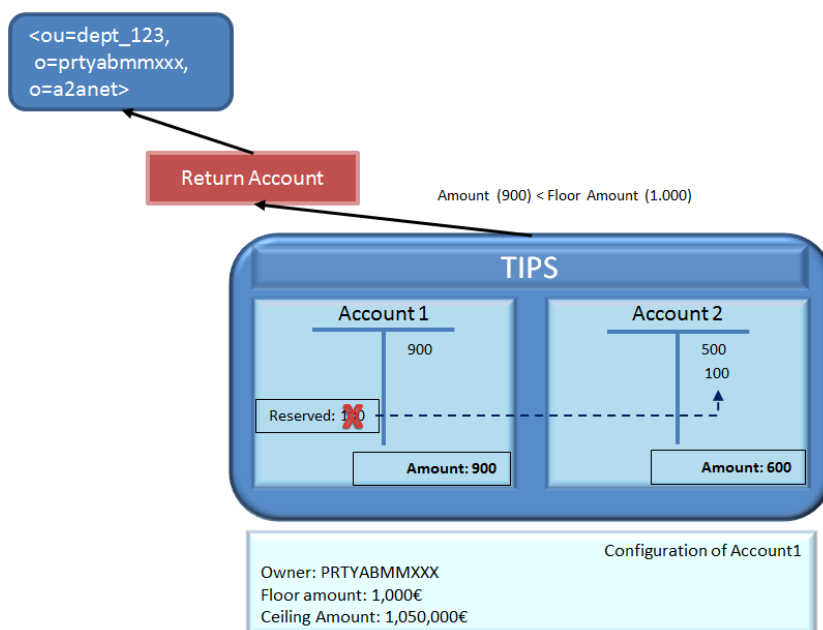 <ou=dept_123,
o=prtyabmmxxx,
o=a2anet>
Return Account
Amount (900) < Floor Amount (1.000)
TIPS
Account 1
900
Reserved:
Amount: 900
Account 2
500
100
Amount: 600
Configuration of Account1
Owner: PRTYABMMXXX
Floor amount: 1,000€
Ceiling Amount: 1,050,000€